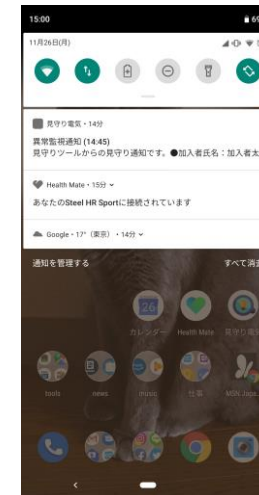 15:00
69
11月26日(月)
見守り電気・14分
異常監視通知 (14:45)
見守りツールからの見守り通知です。●加入者氏名：加入者太
Health Mate・15分
あなたのSteel HR Sportに接続されています
Google・17°（東京）・14分
通知を管理する すべて消
カレンダー Health Mate 見守り電
tools news music 仕事